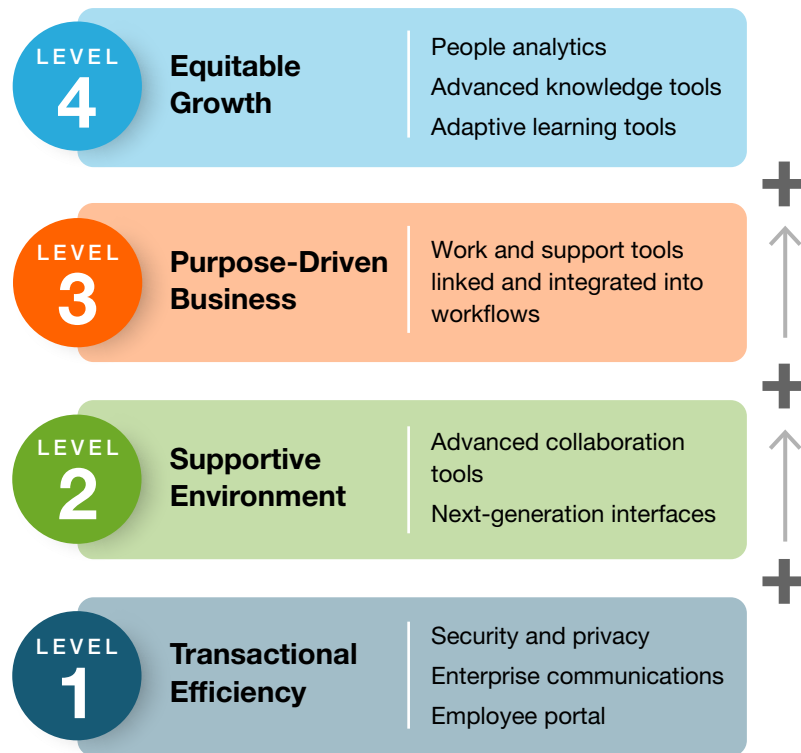 LEVEL
4
Equitable
Growth
People analytics
Advanced knowledge tools
Adaptive learning tools
+
LEVEL
3
Purpose-Driven
Business
Work and support tools
linked and integrated into
workflows
+
LEVEL
2
Supportive
Environment
Advanced collaboration
tools
Next-generation interfaces
+
LEVEL
1
Transactional
Efficiency
Security and privacy
Enterprise communications
Employee portal